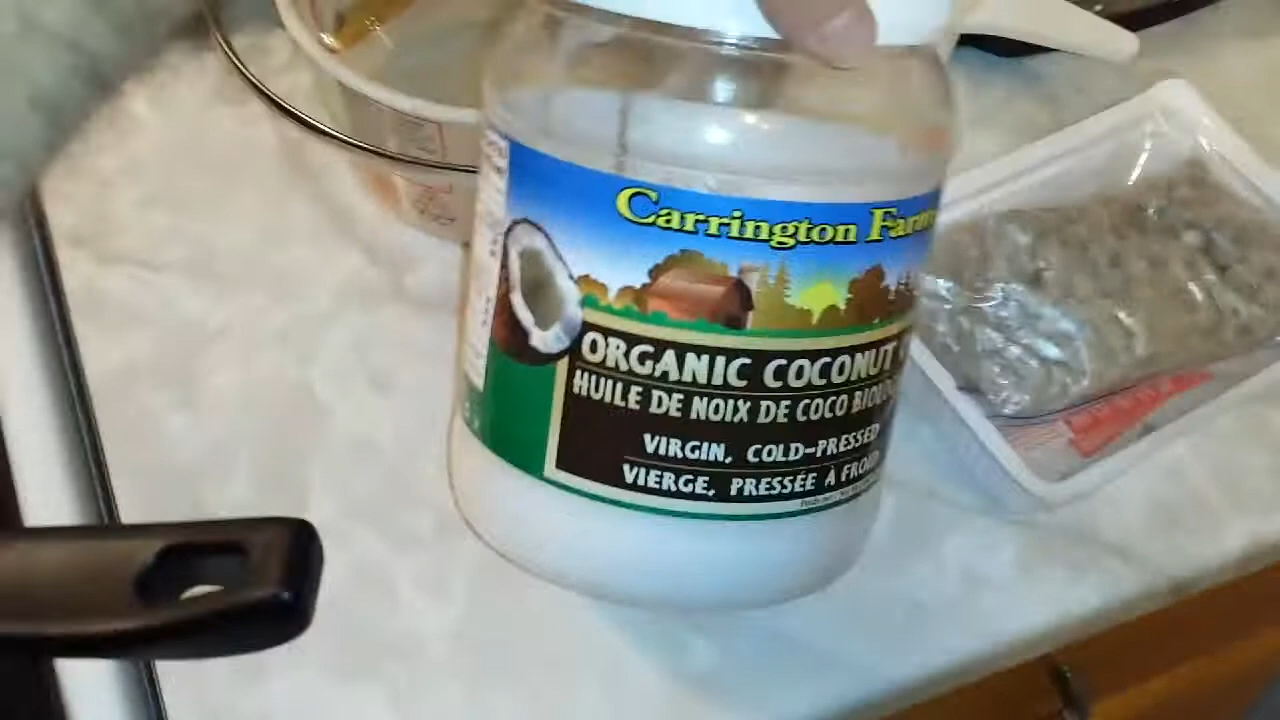 Carrington Farm
ORGANIC COCONUT
HUILE DE NOIX DE COCO BIOLO
VIRGIN, COLD-PRESSED
VIERGE, PRESSÉE À FROID